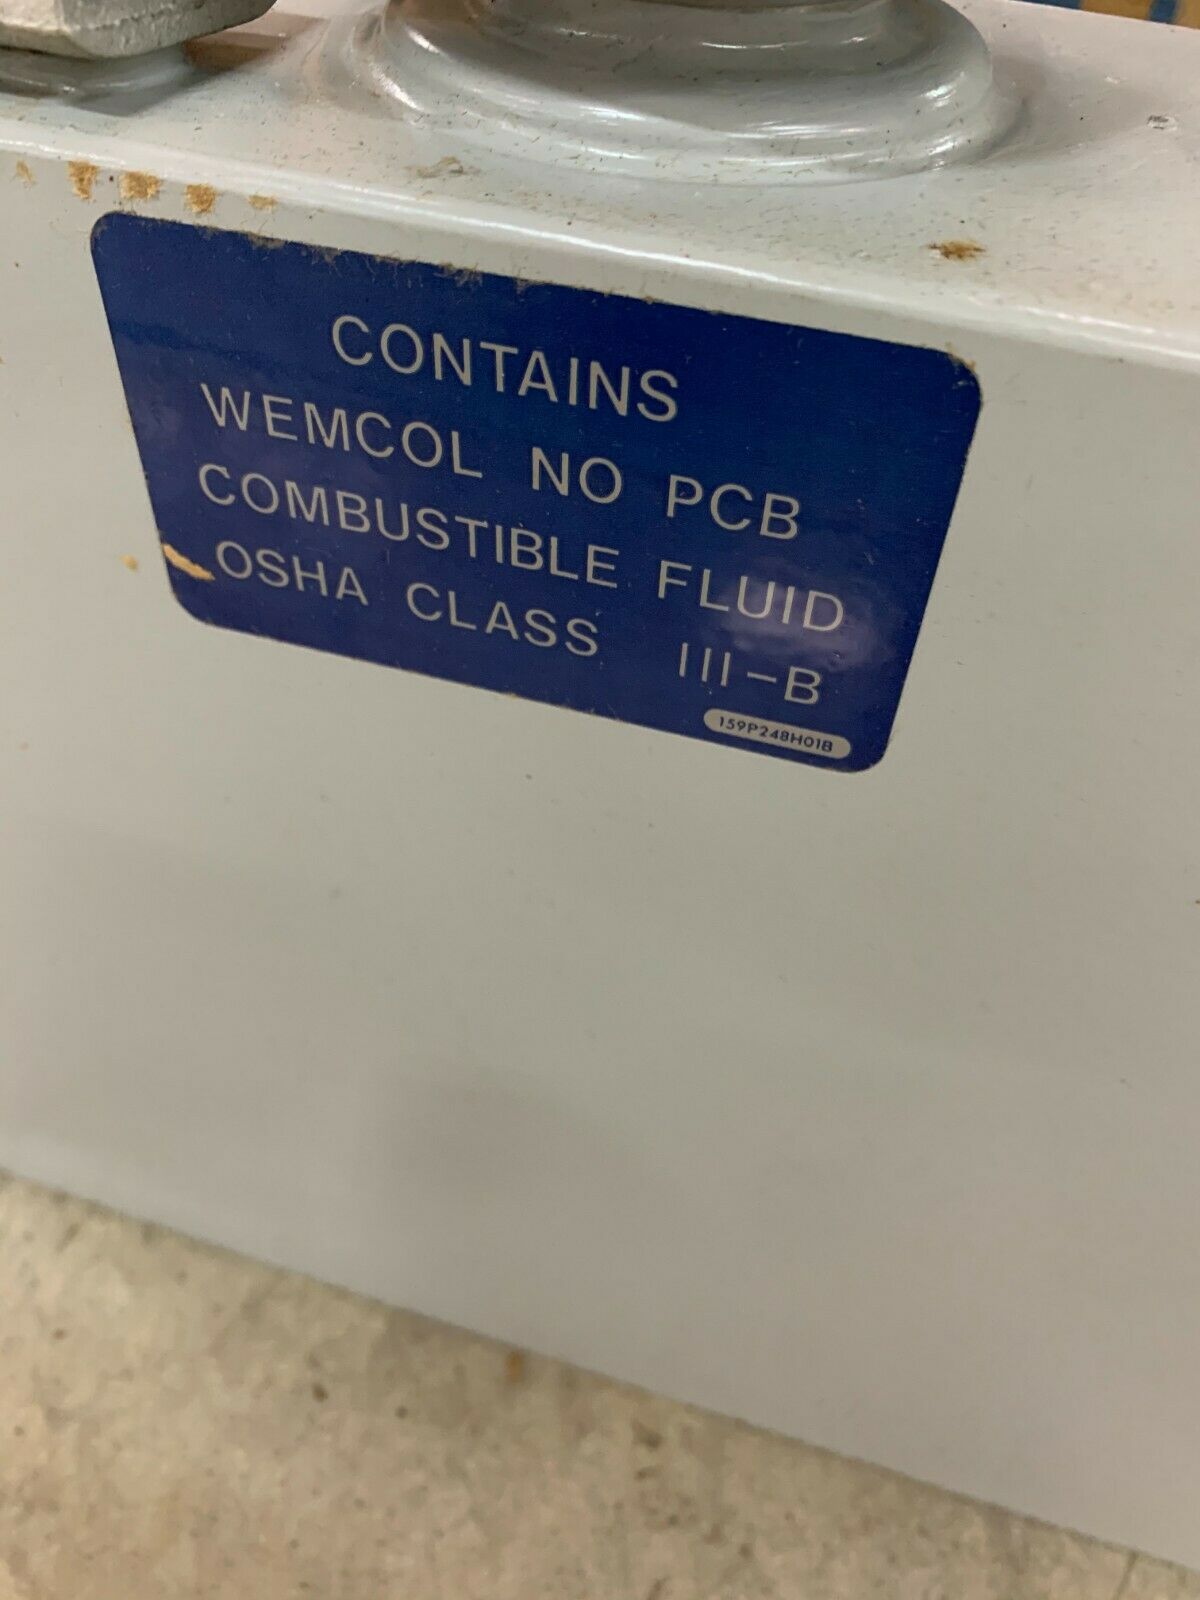 CONTAINS
WEMCOL NO PCB
COMBUSTIBLE FLUID
OSHA CLASS III-B
159P248H01B